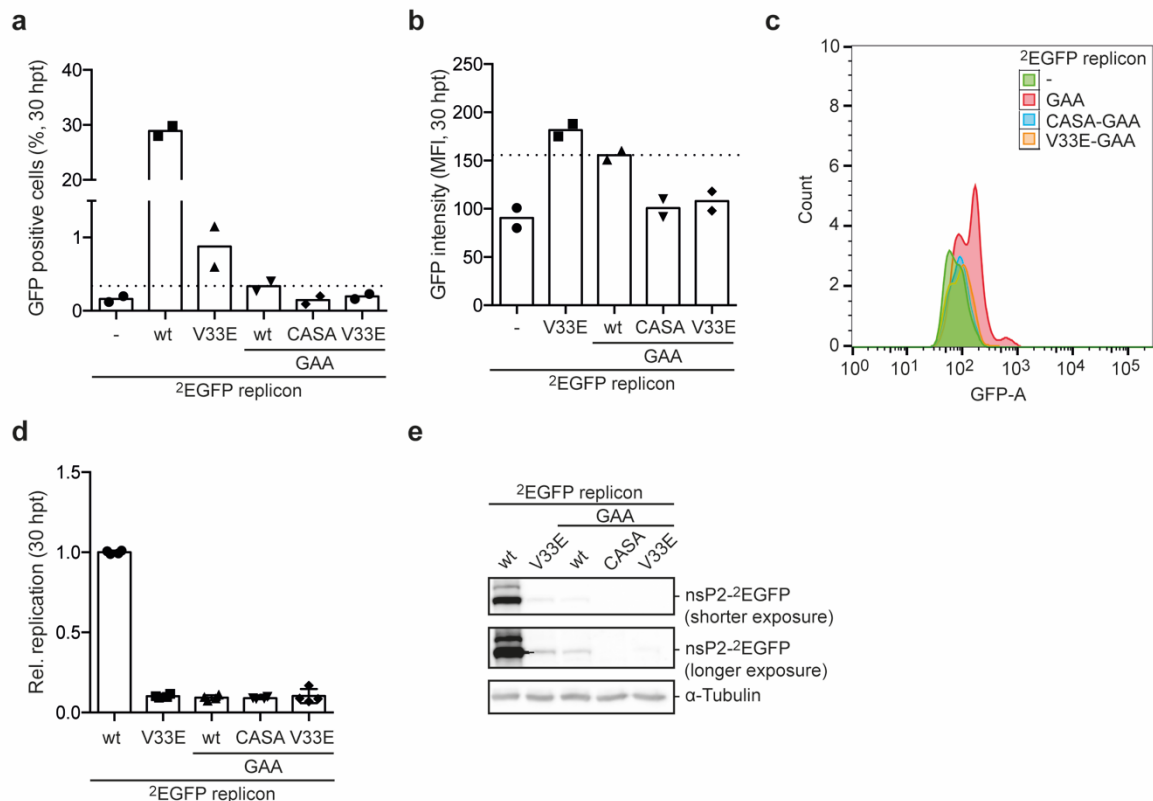 a
GFP positive cells (%, 30 hpt)
40
30
20
1
0
- wt V33E wt CASA V33E
GAA
²EGFP replicon
b
GFP intensity (MFI, 30 hpt)
250
200
150
100
50
0
- V33E wt CASA V33E
GAA
²EGFP replicon
c
²EGFP replicon
-
GAA
CASA-GAA
V33E-GAA
Count
10
8
6
4
2
0
10⁰ 10¹ 10² 10³ 10⁴ 10⁵
GFP-A
d
Rel. replication (30 hpt)
1.5
1.0
0.5
0.0
wt V33E wt CASA V33E
GAA
²EGFP replicon
e
²EGFP replicon
GAA
wt V33E wt CASA V33E
nsP2-²EGFP
(shorter exposure)
nsP2-²EGFP
(longer exposure)
α-Tubulin